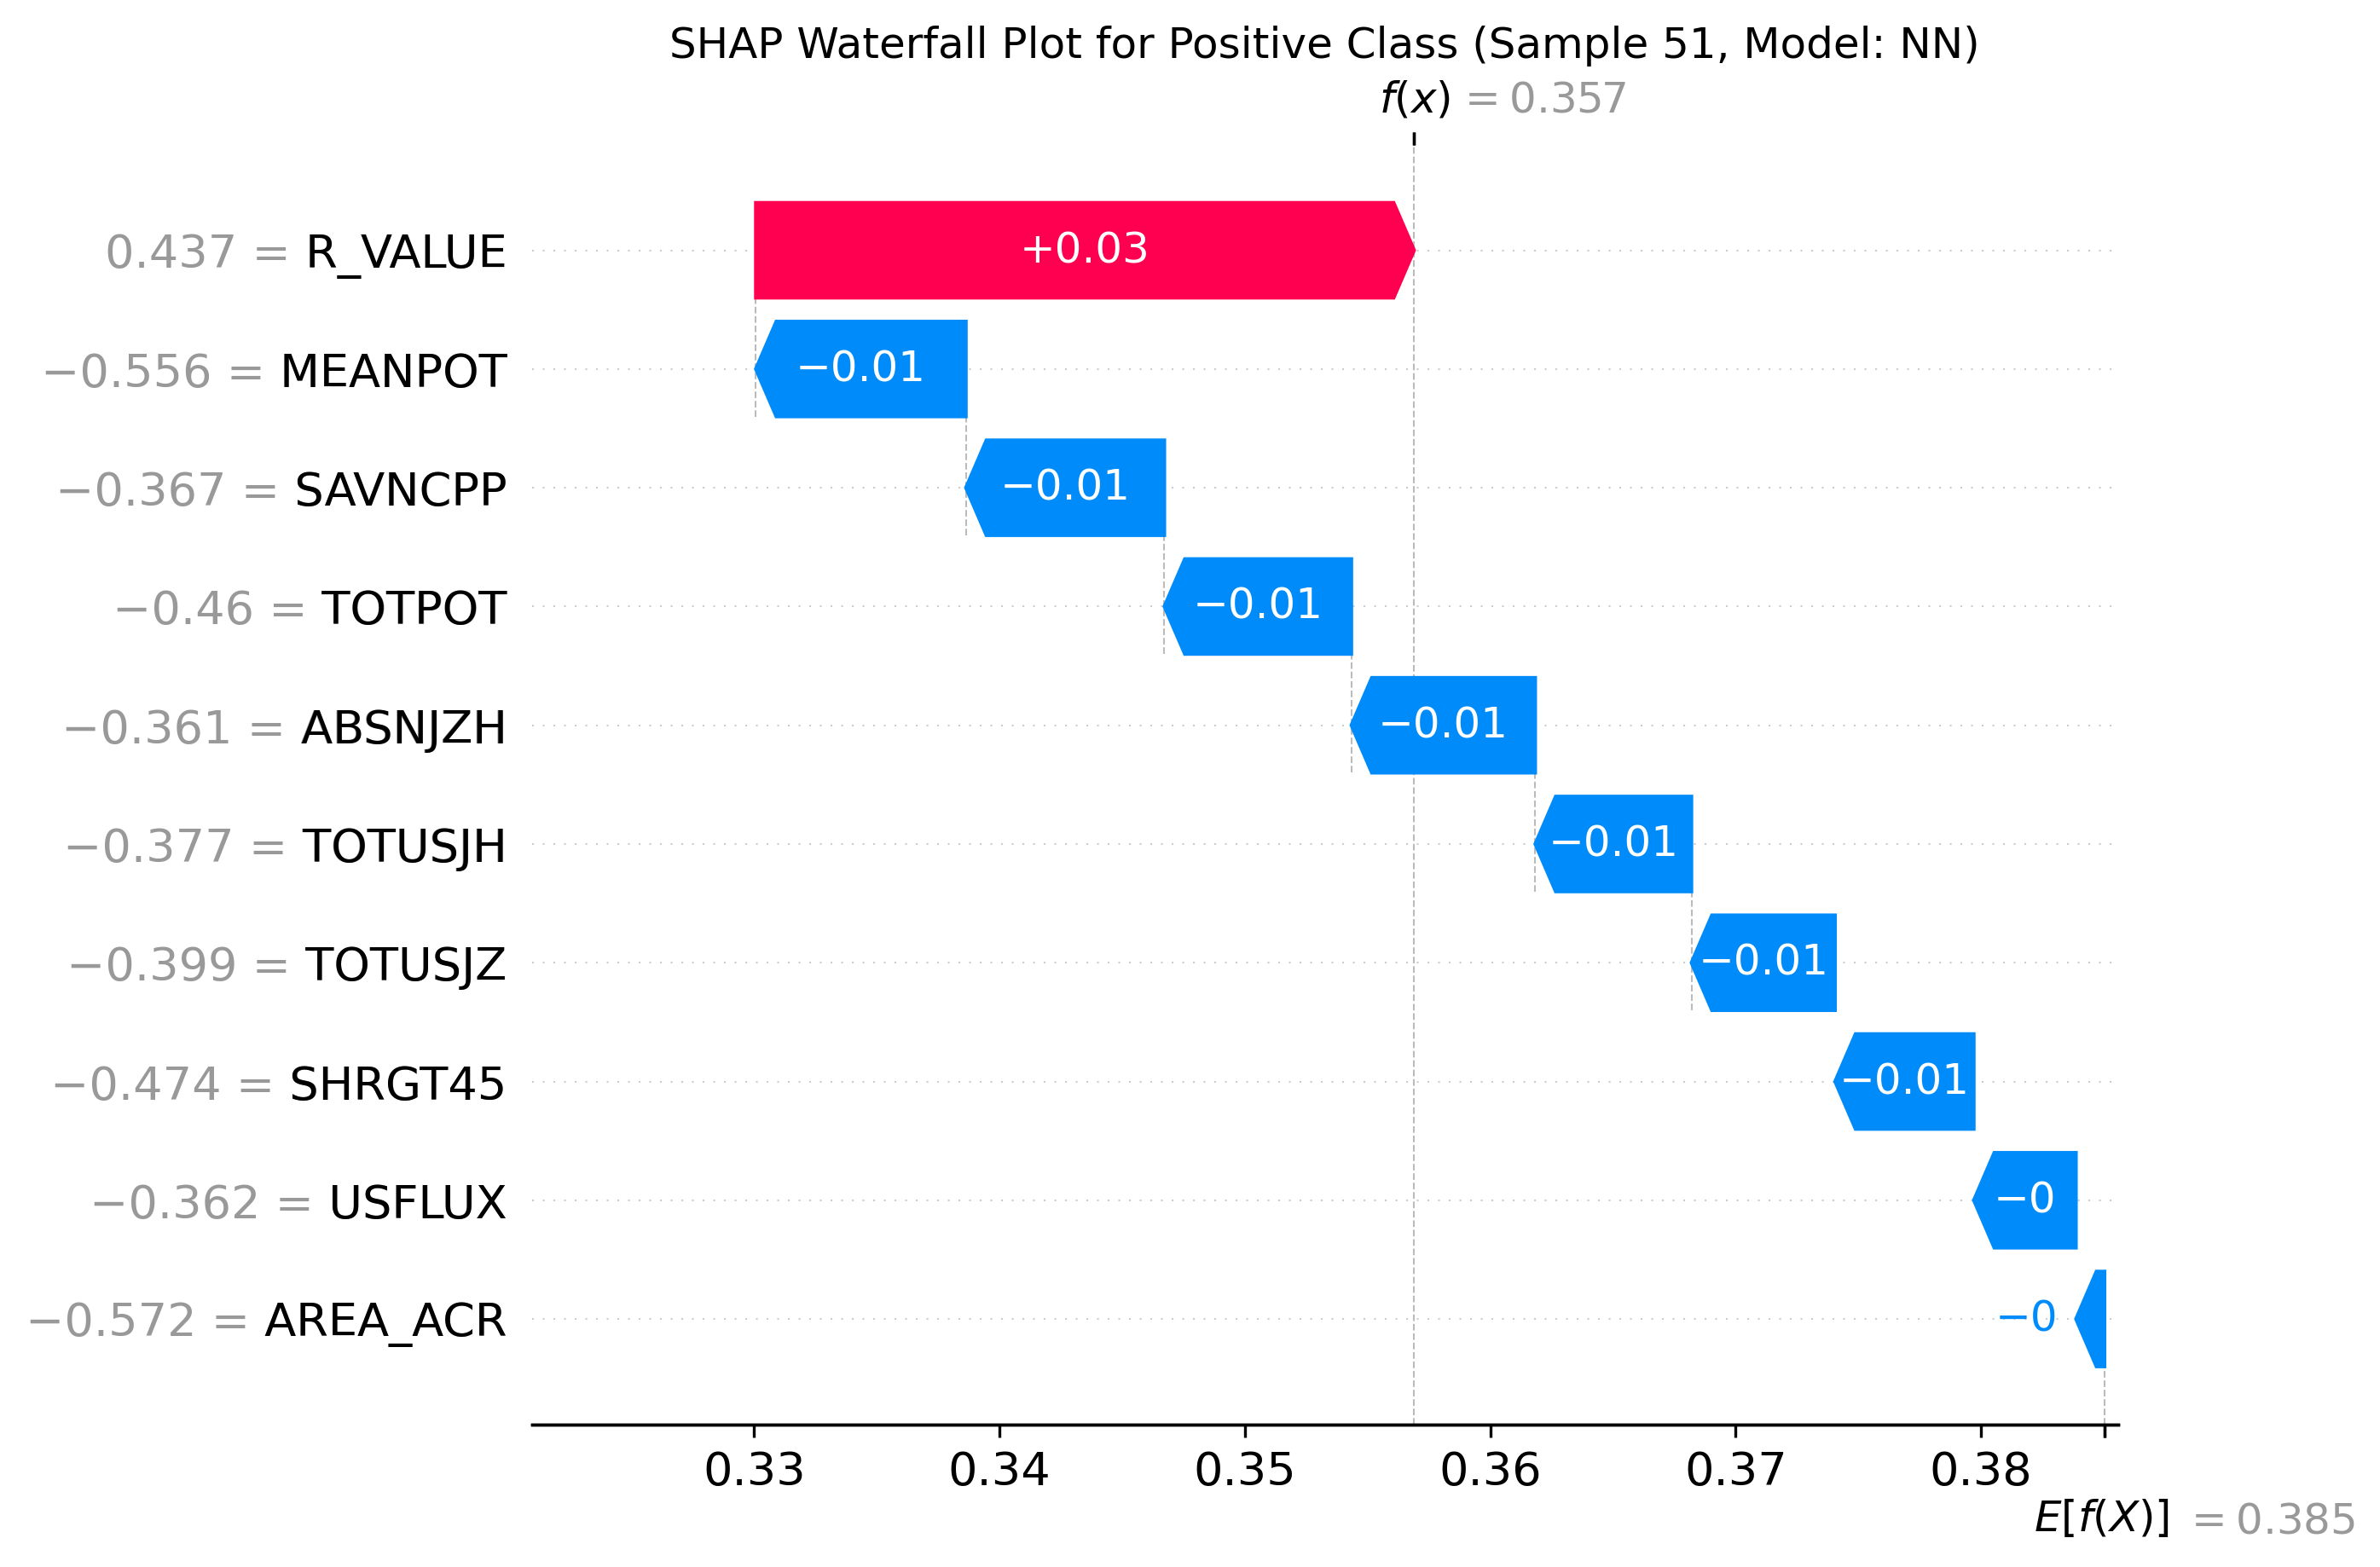 SHAP Waterfall Plot for Positive Class (Sample 51, Model: NN)
f(x) = 0.357
0.437 = R_VALUE +0.03
−0.556 = MEANPOT −0.01
−0.367 = SAVNCPP −0.01
−0.46 = TOTPOT −0.01
−0.361 = ABSNJZH −0.01
−0.377 = TOTUSJH −0.01
−0.399 = TOTUSJZ −0.01
−0.474 = SHRGT45 −0.01
−0.362 = USFLUX −0
−0.572 = AREA_ACR −0
0.33 0.34 0.35 0.36 0.37 0.38
E[f(X)] = 0.385